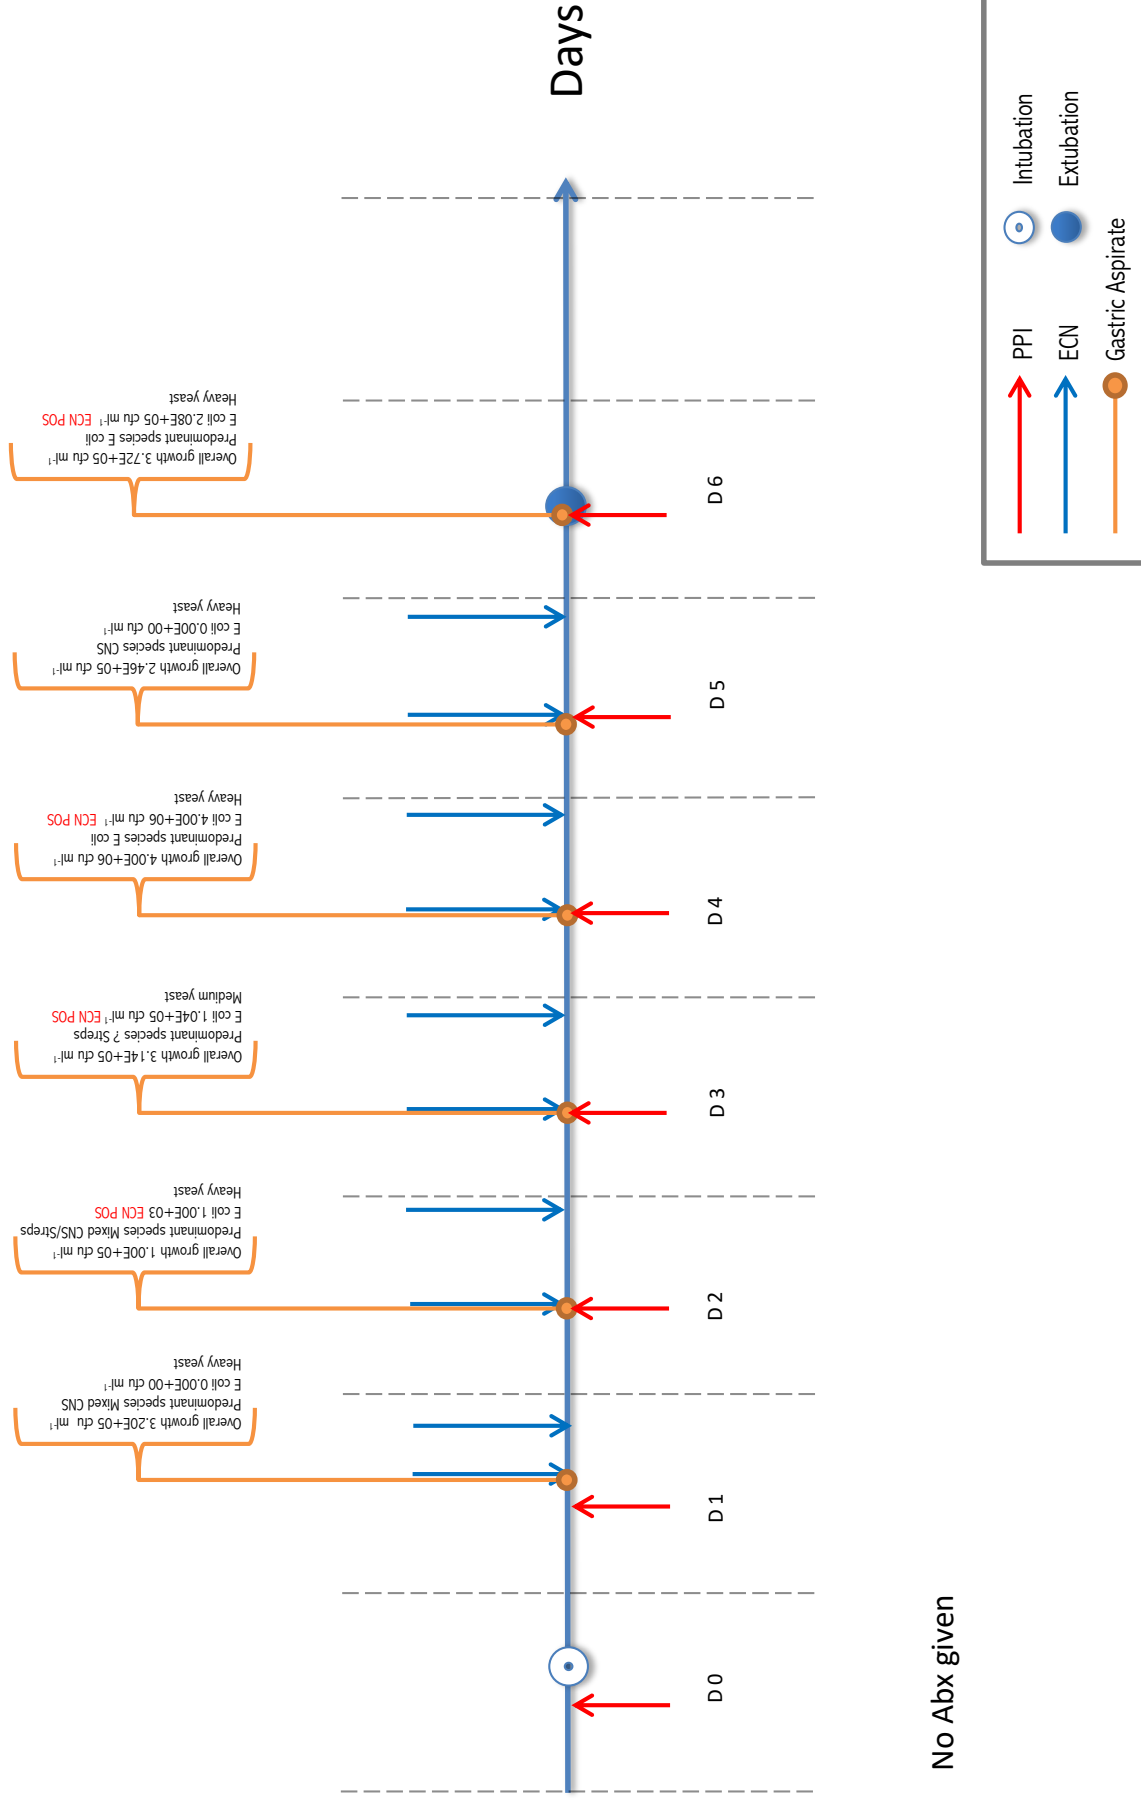 Overall growth 3.20E+05 cfu ml-1
Predominant species Mixed CNS
E coli 0.00E+00 cfu ml-1
Heavy yeast
Overall growth 1.00E+05 cfu ml-1
Predominant species Mixed CNS/Streps
E coli 1.00E+03 ECN POS
Heavy yeast
Overall growth 3.14E+05 cfu ml-1
Predominant species ? Streps
E coli 1.04E+05 cfu ml-1 ECN POS
Medium yeast
Overall growth 4.00E+06 cfu ml-1
Predominant species E coli
E coli 4.00E+06 cfu ml-1 ECN POS
Heavy yeast
Overall growth 2.46E+05 cfu ml-1
Predominant species CNS
E coli 0.00E+00 cfu ml-1
Heavy yeast
Overall growth 3.72E+05 cfu ml-1
Predominant species E coli
E coli 2.08E+05 cfu ml-1 ECN POS
Heavy yeast
Days
D 0
D 1
D 2
D 3
D 4
D 5
D 6
No Abx given
PPI
Intubation
ECN
Extubation
Gastric Aspirate